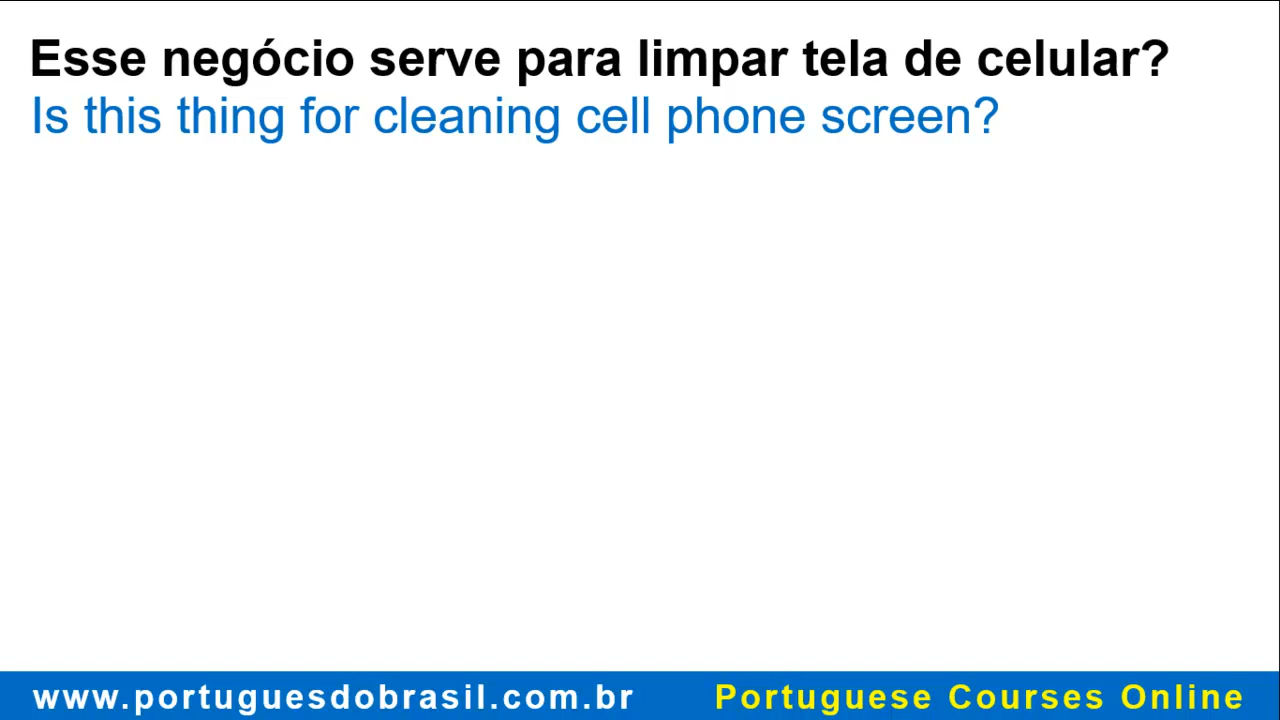 Esse negócio serve para limpar tela de celular?
Is this thing for cleaning cell phone screen?
www.portuguesdobrasil.com.br Portuguese Courses Online